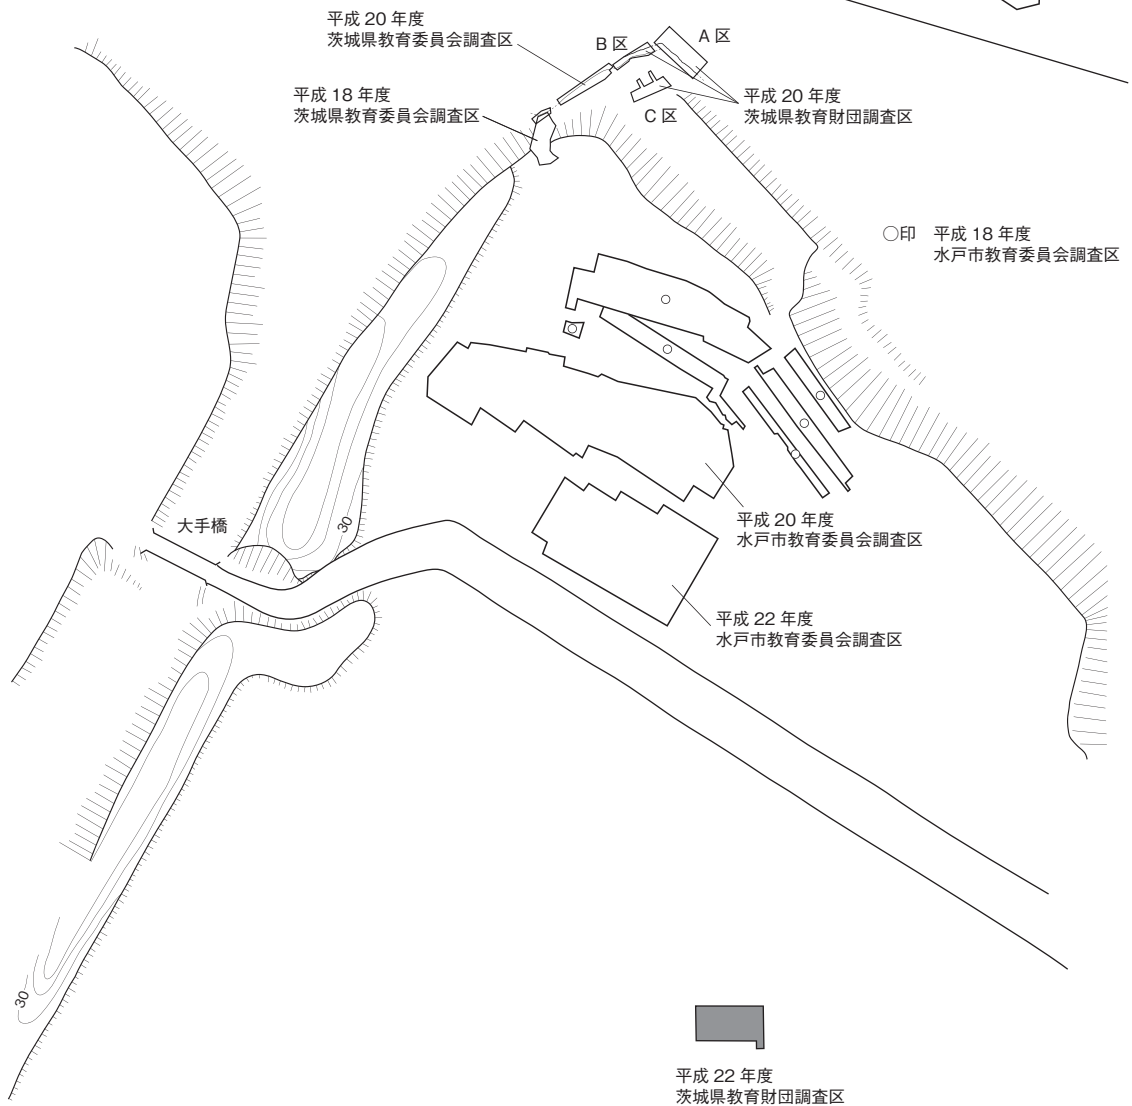 平成 20 年度
茨城県教育委員会調査区
B 区
A 区
平成 18 年度
茨城県教育委員会調査区
平成 20 年度
茨城県教育財団調査区
C 区
○印 平成 18 年度
水戸市教育委員会調査区
大手橋
30
平成 20 年度
水戸市教育委員会調査区
平成 22 年度
水戸市教育委員会調査区
30
平成 22 年度
茨城県教育財団調査区